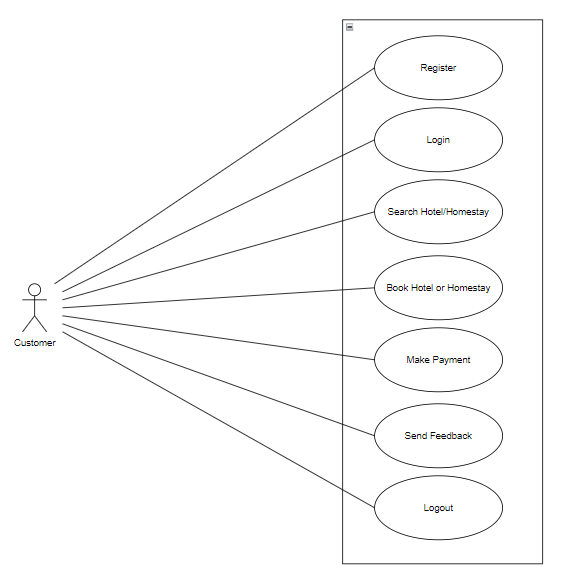 Register
Login
Search Hotel/Homestay
Book Hotel or Homestay
Customer
Make Payment
Send Feedback
Logout